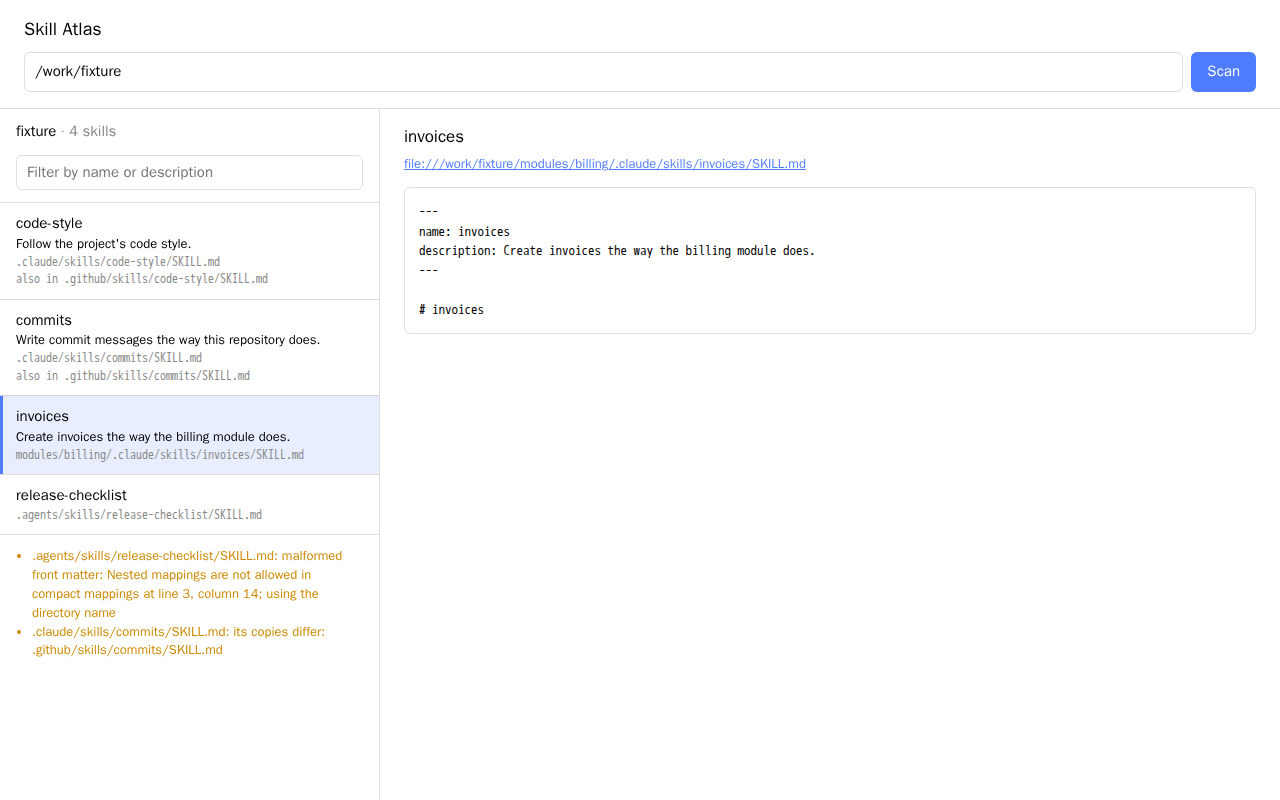 Skill Atlas
/work/fixture
Scan
fixture · 4 skills
Filter by name or description
code-style
Follow the project's code style.
.claude/skills/code-style/SKILL.md
also in .github/skills/code-style/SKILL.md
commits
Write commit messages the way this repository does.
.claude/skills/commits/SKILL.md
also in .github/skills/commits/SKILL.md
invoices
Create invoices the way the billing module does.
modules/billing/.claude/skills/invoices/SKILL.md
release-checklist
.agents/skills/release-checklist/SKILL.md
• .agents/skills/release-checklist/SKILL.md: malformed
front matter: Nested mappings are not allowed in
compact mappings at line 3, column 14; using the
directory name
• .claude/skills/commits/SKILL.md: its copies differ:
.github/skills/commits/SKILL.md
invoices
file:///work/fixture/modules/billing/.claude/skills/invoices/SKILL.md
---
name: invoices
description: Create invoices the way the billing module does.
---
# invoices